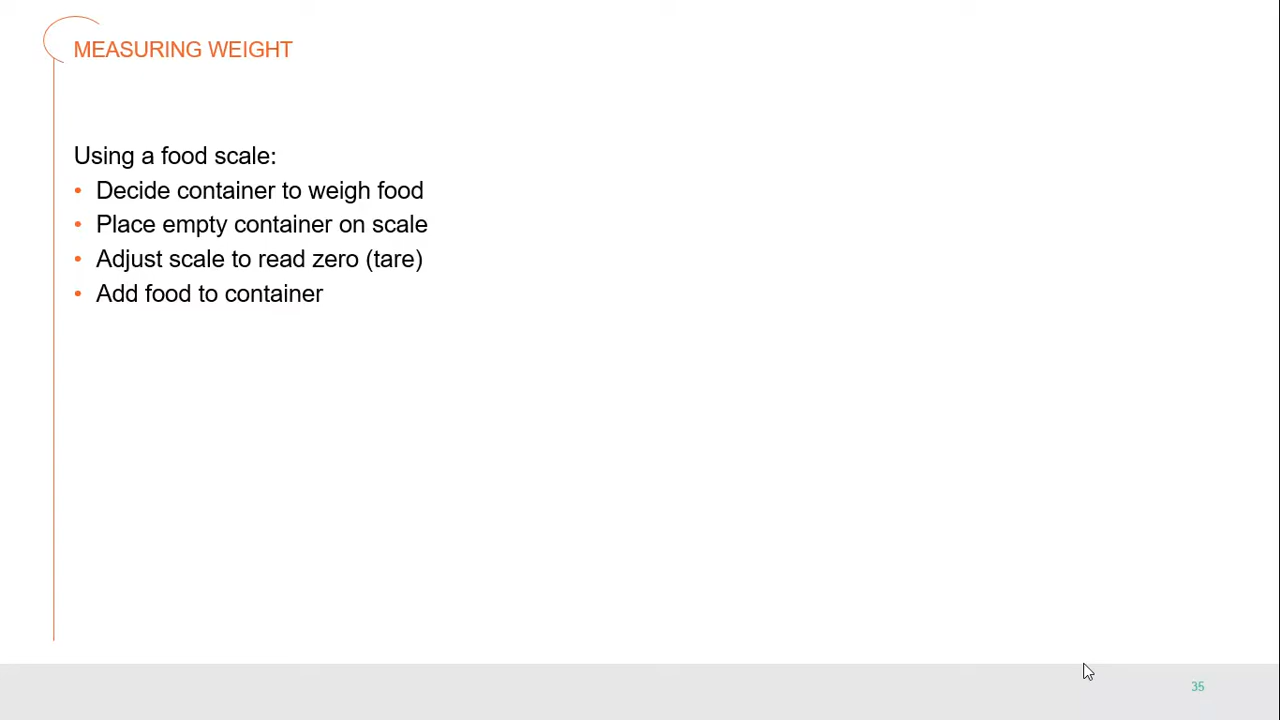 MEASURING WEIGHT
Using a food scale:
• Decide container to weigh food
• Place empty container on scale
• Adjust scale to read zero (tare)
• Add food to container
35